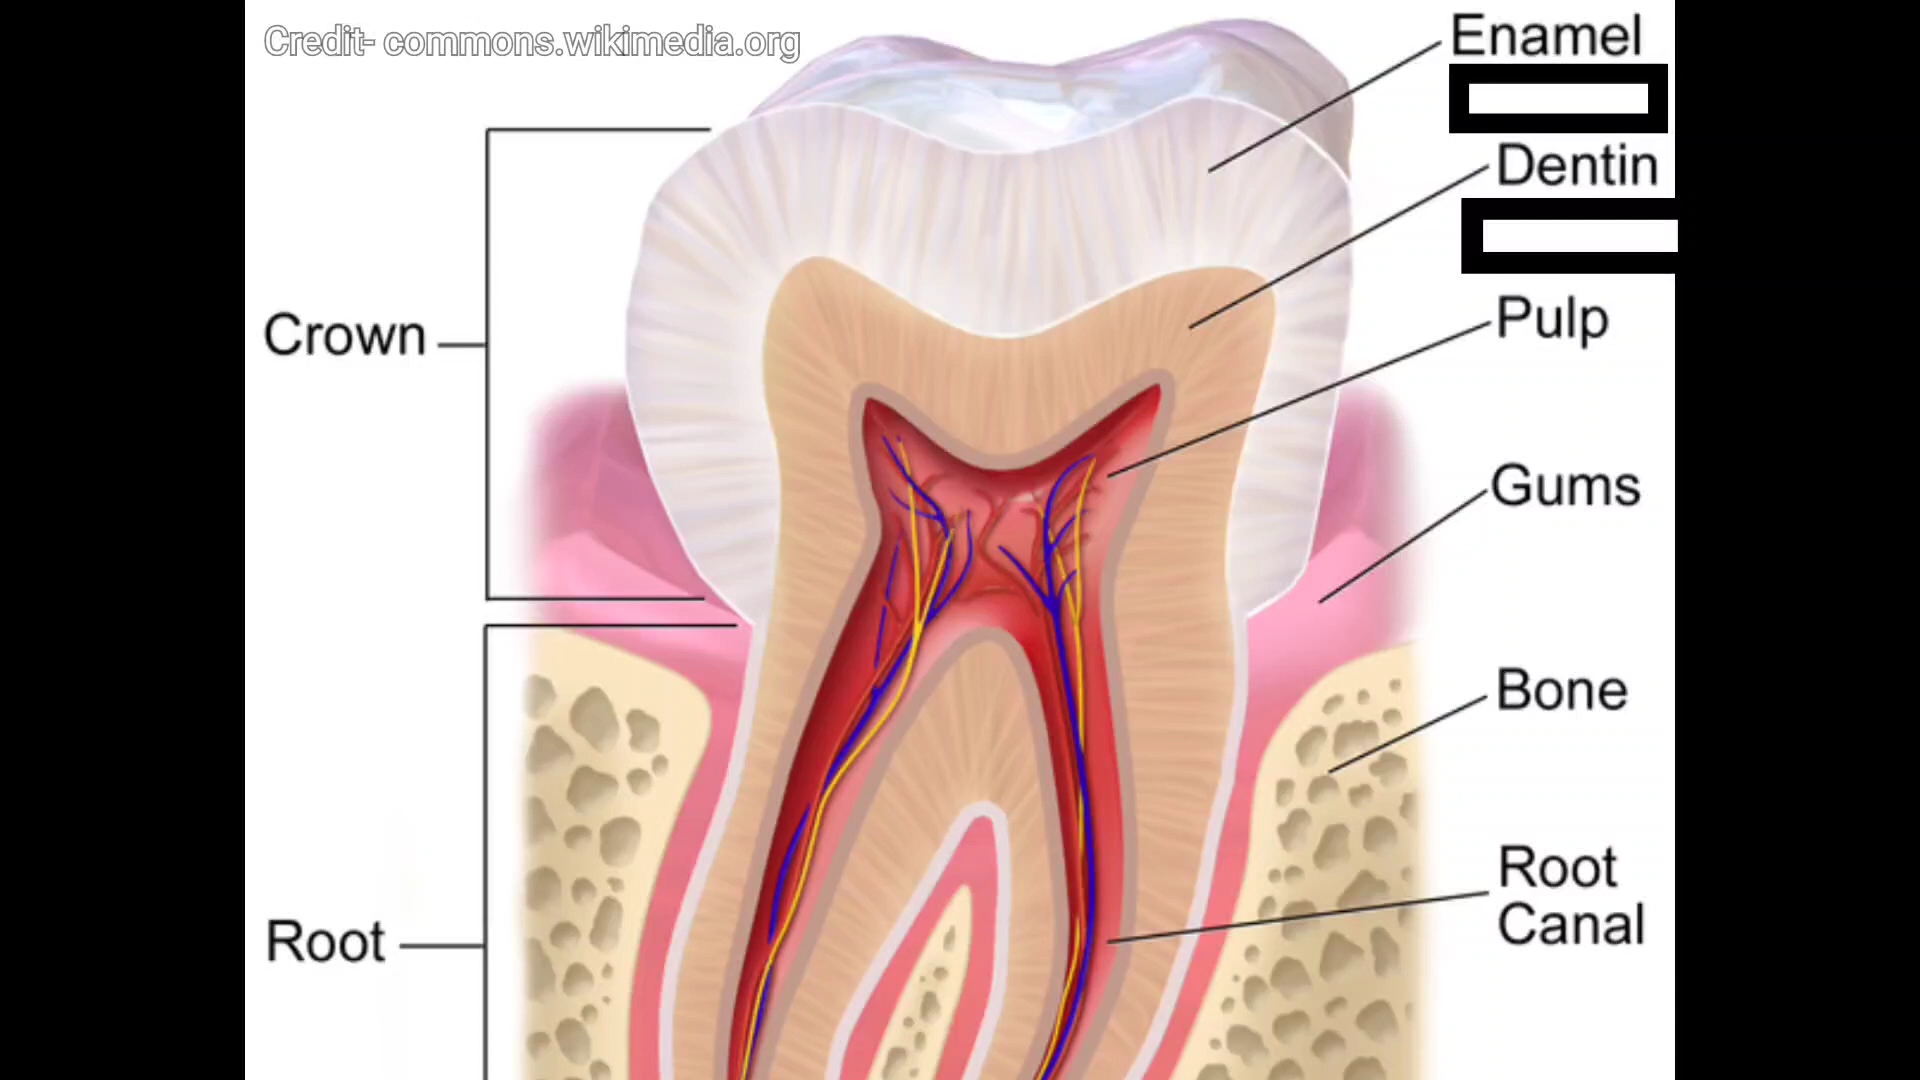 Credit- commons.wikimedia.org
Enamel
Dentin
Crown
Pulp
Gums
Bone
Root
Canal
Root